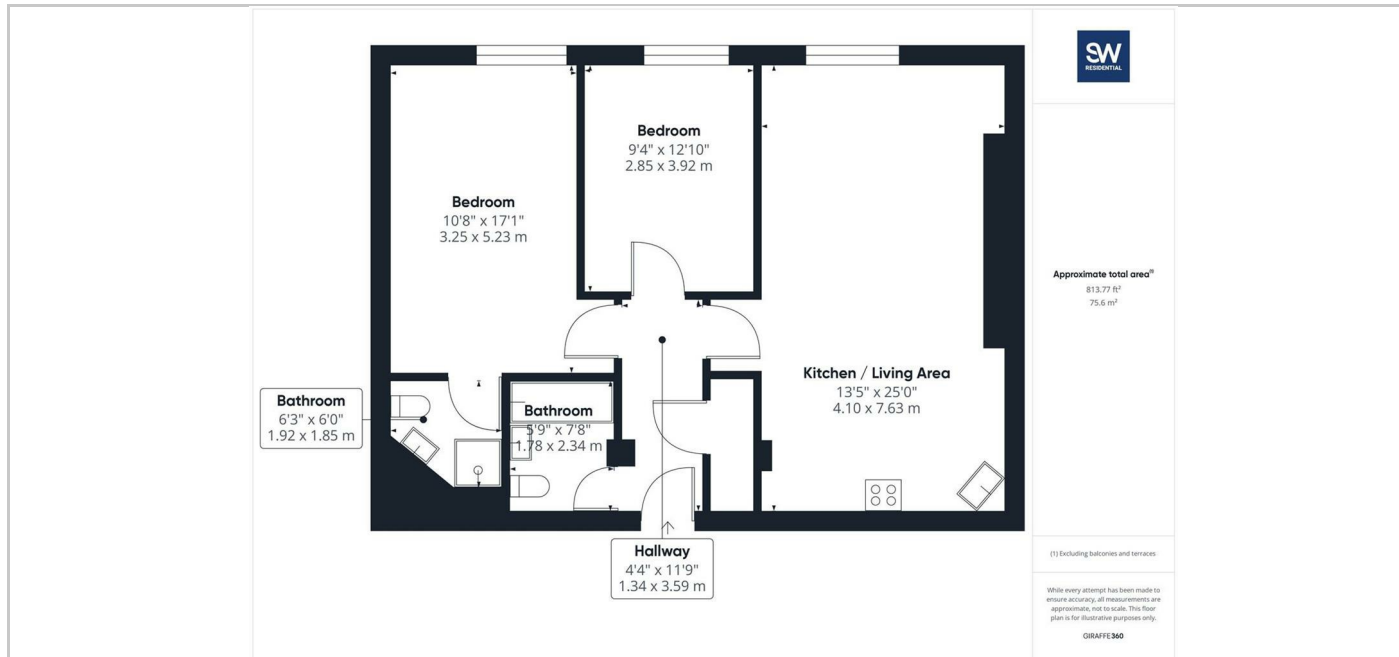 SW
RESIDENTIAL
Bedroom
9'4" x 12'10"
2.85 x 3.92 m
Bedroom
10'8" x 17'1"
3.25 x 5.23 m
Kitchen / Living Area
13'5" x 25'0"
4.10 x 7.63 m
Bathroom
6'3" x 6'0"
1.92 x 1.85 m
Bathroom
5'9" x 7'8"
1.78 x 2.34 m
Hallway
4'4" x 11'9"
1.34 x 3.59 m
Approximate total area⁽¹⁾
813.77 ft²
75.6 m²
(1) Excluding balconies and terraces
While every attempt has been made to
ensure accuracy, all measurements are
approximate, not to scale. This floor
plan is for illustrative purposes only.
GIRAFFE360